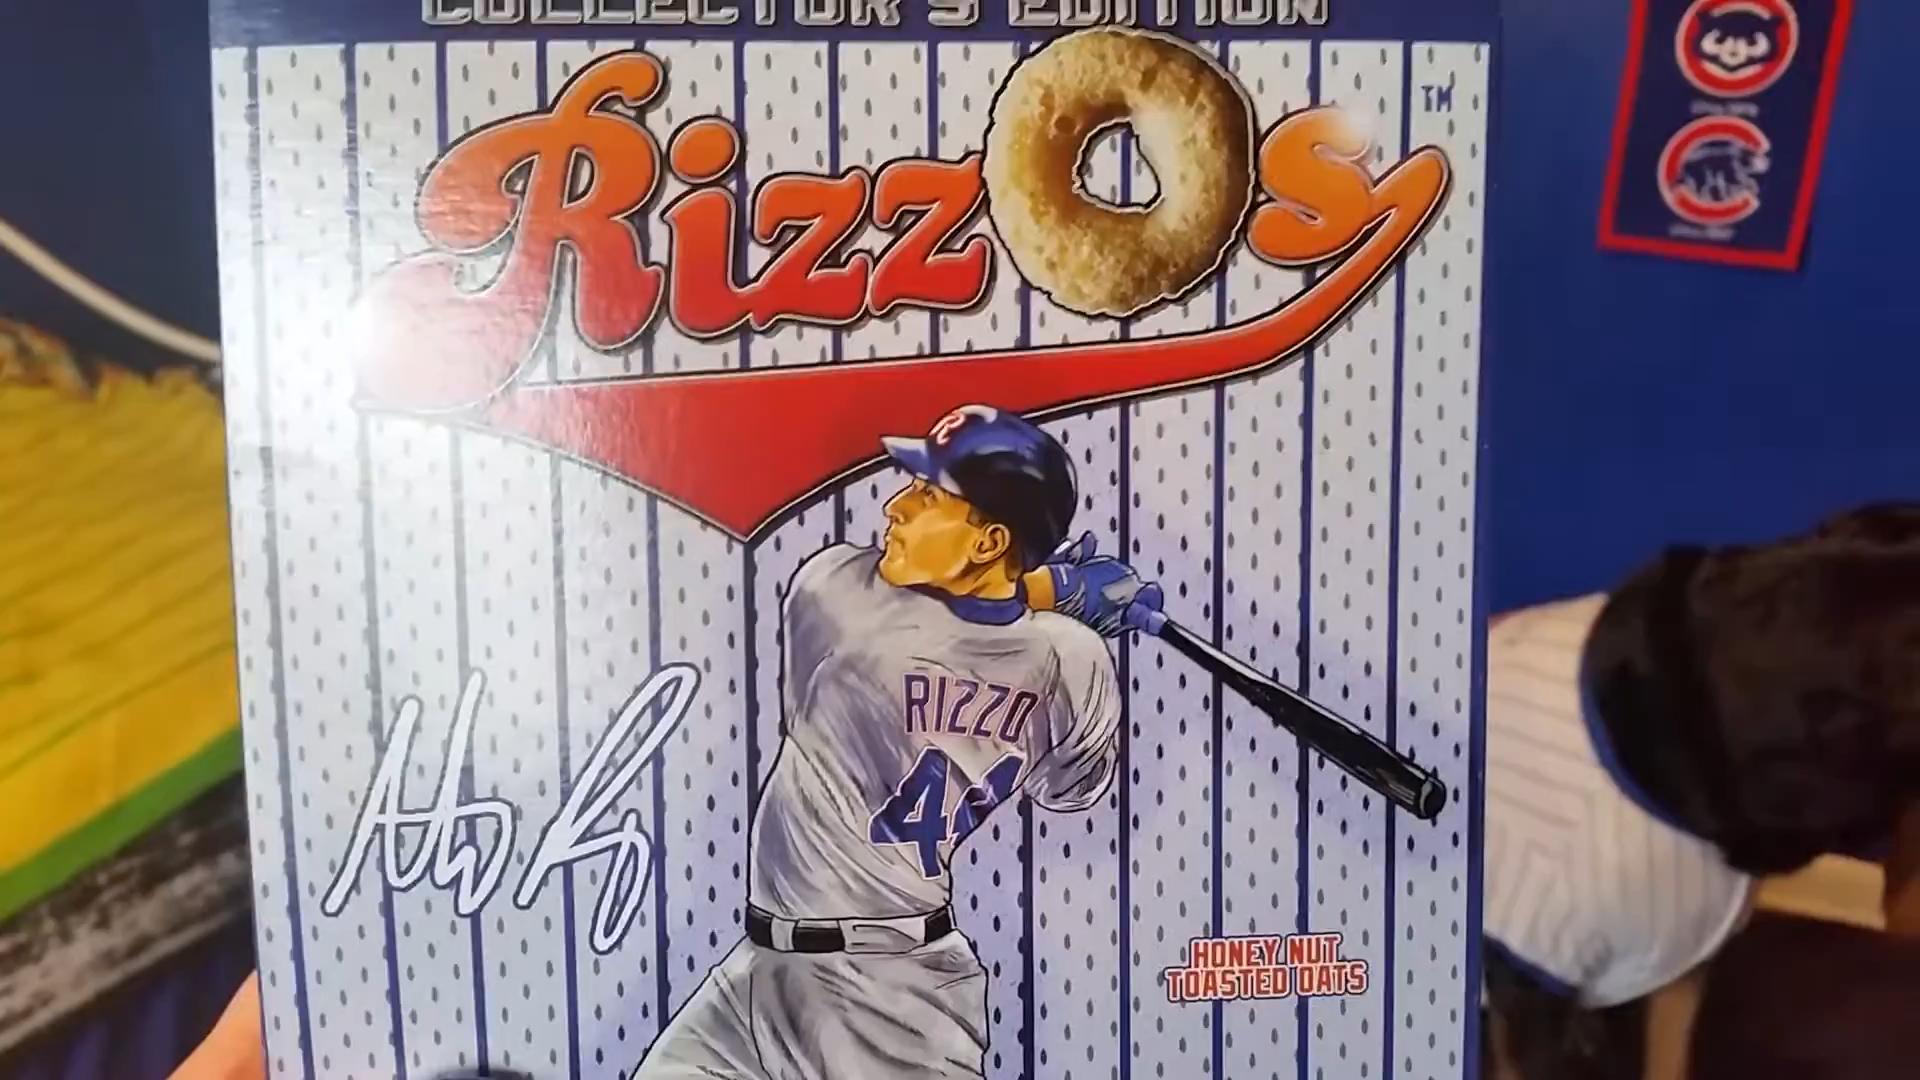 COLLECTOR'S EDITION
RizzOs
TM
R
RIZZO
44
HONEY NUT
TOASTED OATS